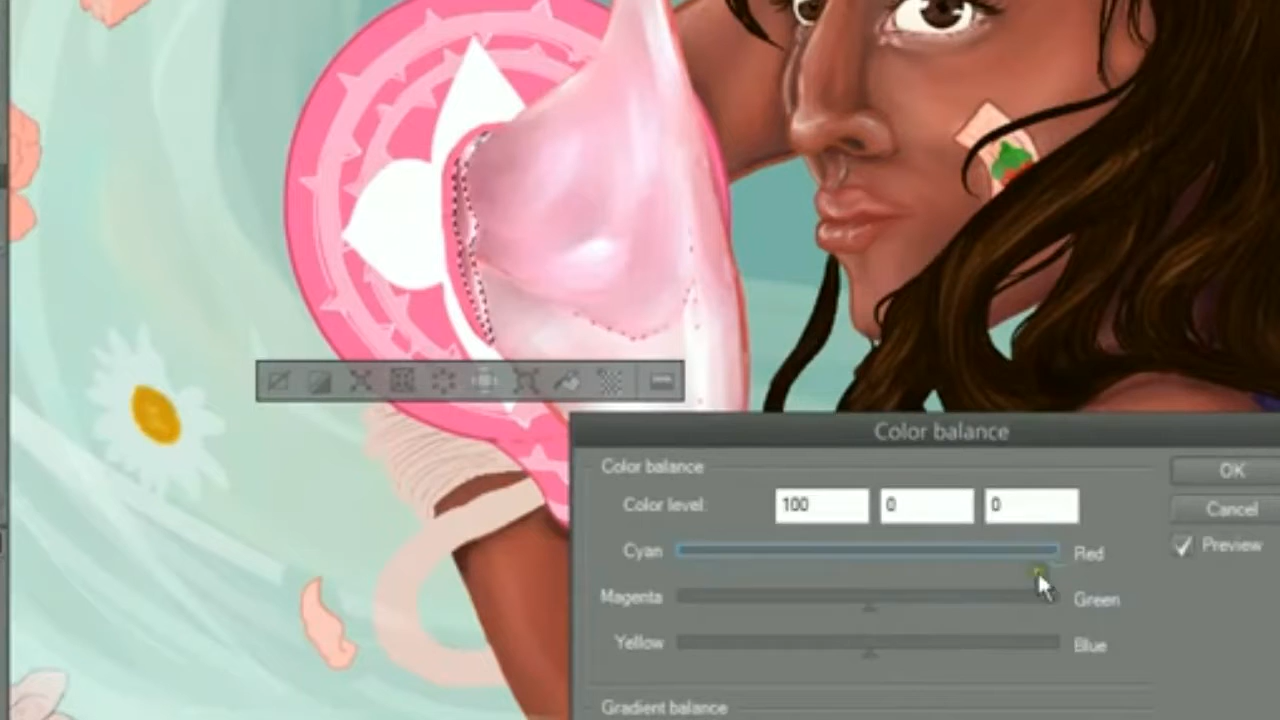 Color balance
Color balance
OK
Color level: 100 0 0
Cancel
Cyan Red
Preview
Magenta Green
Yellow Blue
Gradient balance